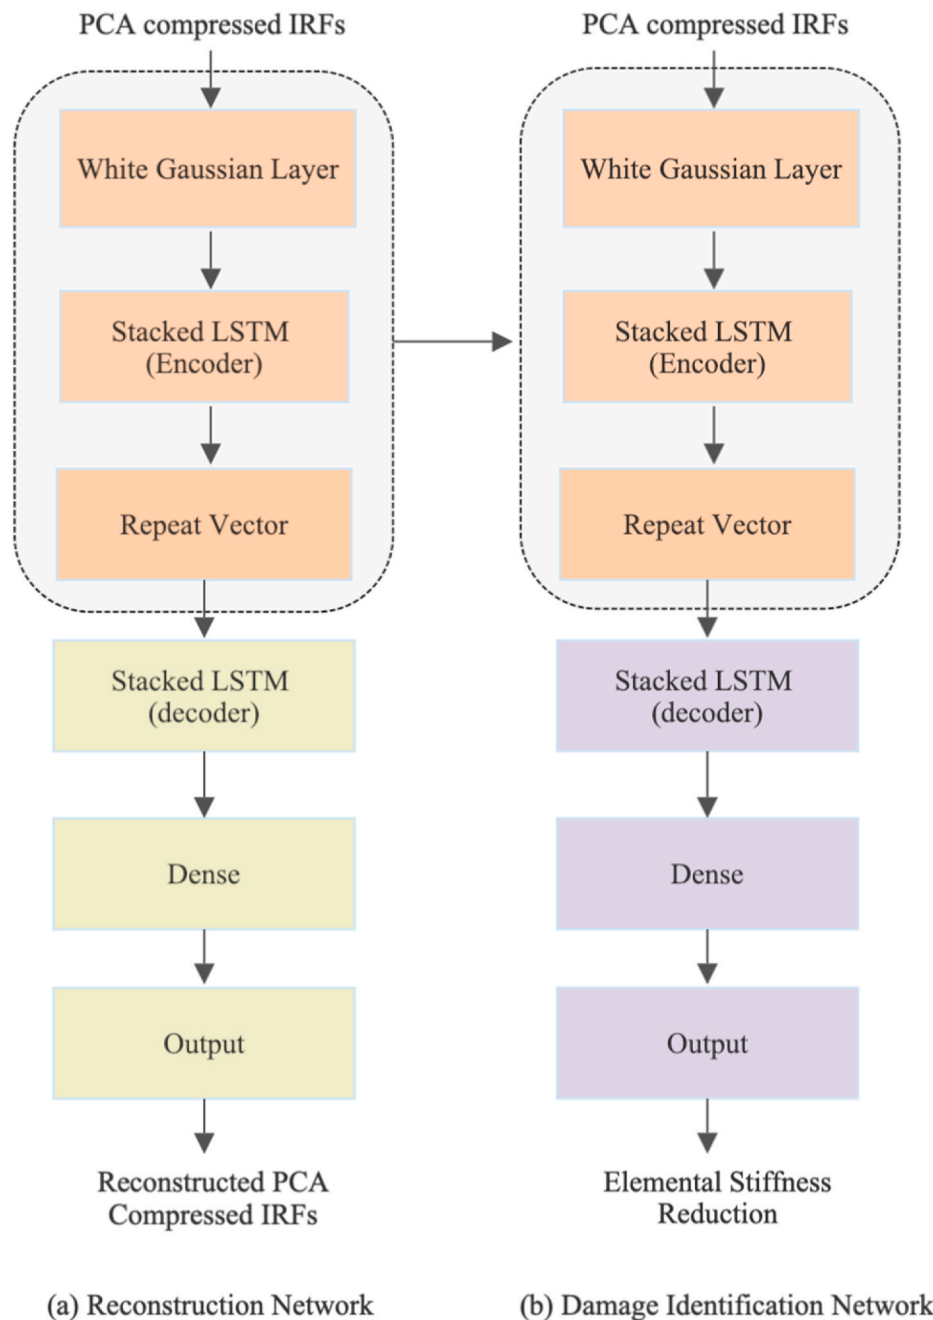 PCA compressed IRFs
White Gaussian Layer
Stacked LSTM
(Encoder)
Repeat Vector
Stacked LSTM
(decoder)
Dense
Output
Reconstructed PCA
Compressed IRFs
(a) Reconstruction Network
PCA compressed IRFs
White Gaussian Layer
Stacked LSTM
(Encoder)
Repeat Vector
Stacked LSTM
(decoder)
Dense
Output
Elemental Stiffness
Reduction
(b) Damage Identification Network